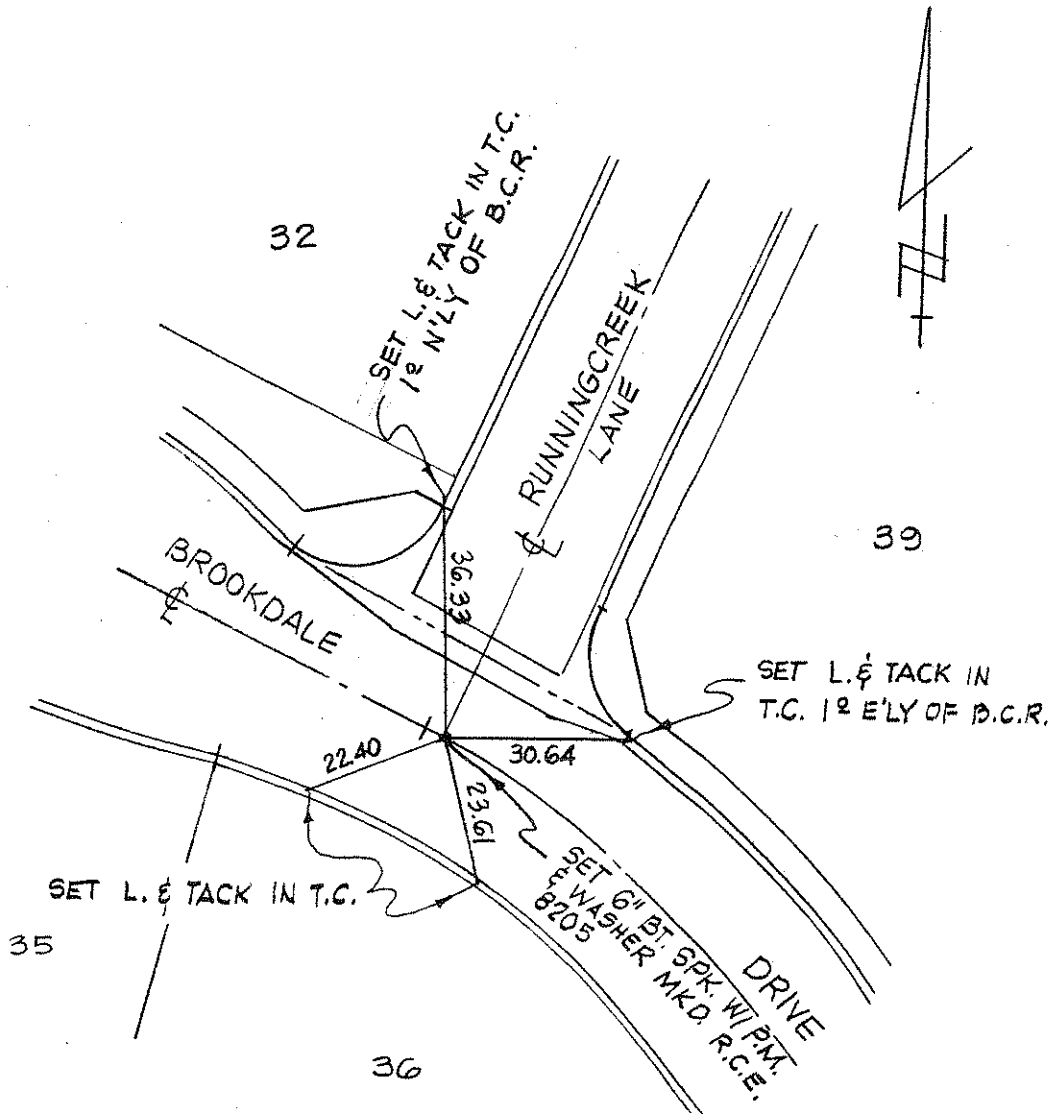 SET L. & TACK IN T.C.
1º N'LY OF B.C.R.
32
RUNNINGCREEK
LANE
℄
N
39
36.33
BROOKDALE
℄
SET L. & TACK IN
T.C. 1º E'LY OF B.C.R.
22.40
30.64
23.61
SET L. & TACK IN T.C.
SET 6" BT. SPK. W/ P.M.
& WASHER MKD. R.C.E.
8205
DRIVE
35
36